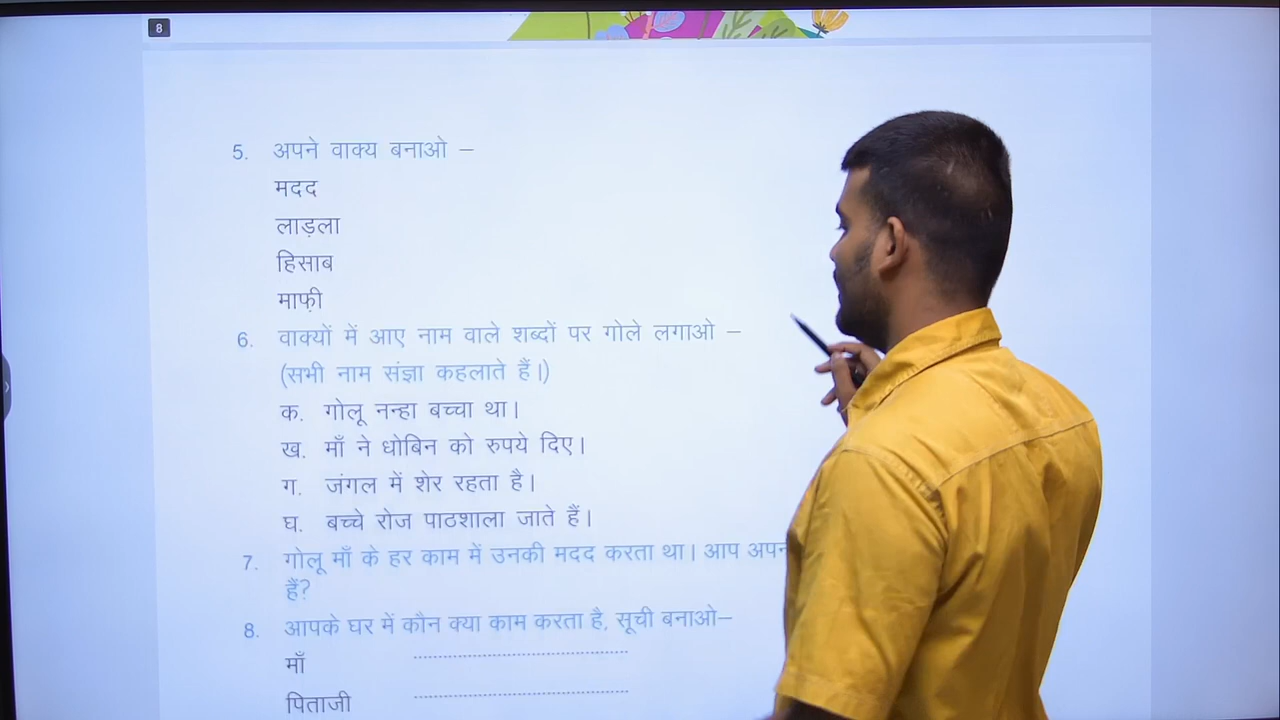 8
5. अपने वाक्य बनाओ –
मदद
लाड़ला
हिसाब
माफ़ी
6. वाक्यों में आए नाम वाले शब्दों पर गोले लगाओ –
(सभी नाम संज्ञा कहलाते हैं।)
क. गोलू नन्हा बच्चा था।
ख. माँ ने धोबिन को रुपये दिए।
ग. जंगल में शेर रहता है।
घ. बच्चे रोज पाठशाला जाते हैं।
7. गोलू माँ के हर काम में उनकी मदद करता था। आप
हैं?
8. आपके घर में कौन क्या काम करता है, सूची बनाओ–
माँ
पिताजी